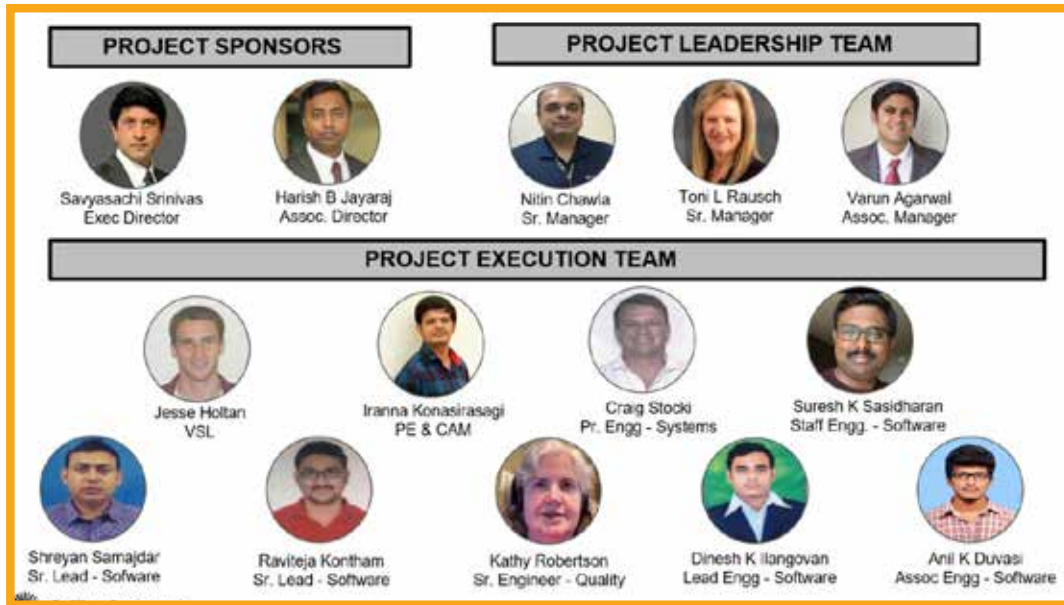 PROJECT SPONSORS
PROJECT LEADERSHIP TEAM
Savyasachi Srinivas
Exec Director
Harish B Jayaraj
Assoc. Director
Nitin Chawla
Sr. Manager
Toni L Rausch
Sr. Manager
Varun Agarwal
Assoc. Manager
PROJECT EXECUTION TEAM
Jesse Holtan
VSL
Iranna Konasirasagi
PE & CAM
Craig Stocki
Pr. Engg - Systems
Suresh K Sasidharan
Staff Engg. - Software
Shreyan Samajdar
Sr. Lead - Sofware
Raviteja Kontham
Sr. Lead - Software
Kathy Robertson
Sr. Engineer - Quality
Dinesh K Ilangovan
Lead Engg - Software
Anil K Duvasi
Assoc Engg - Software